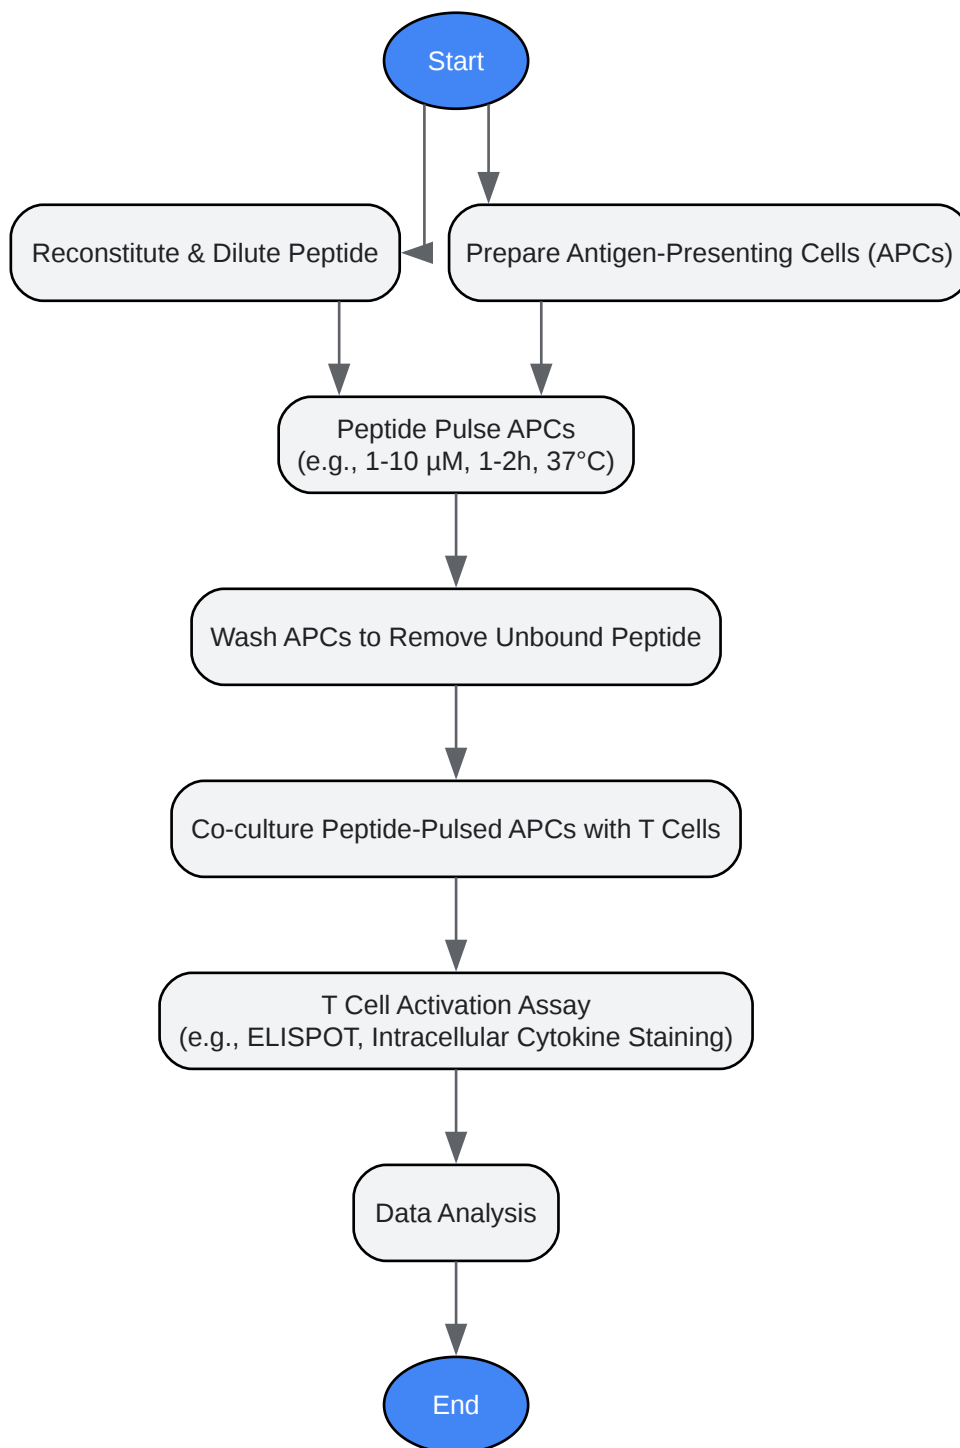 Start
Reconstitute & Dilute Peptide
Prepare Antigen-Presenting Cells (APCs)
Peptide Pulse APCs
(e.g., 1-10 µM, 1-2h, 37°C)
Wash APCs to Remove Unbound Peptide
Co-culture Peptide-Pulsed APCs with T Cells
T Cell Activation Assay
(e.g., ELISPOT, Intracellular Cytokine Staining)
Data Analysis
End